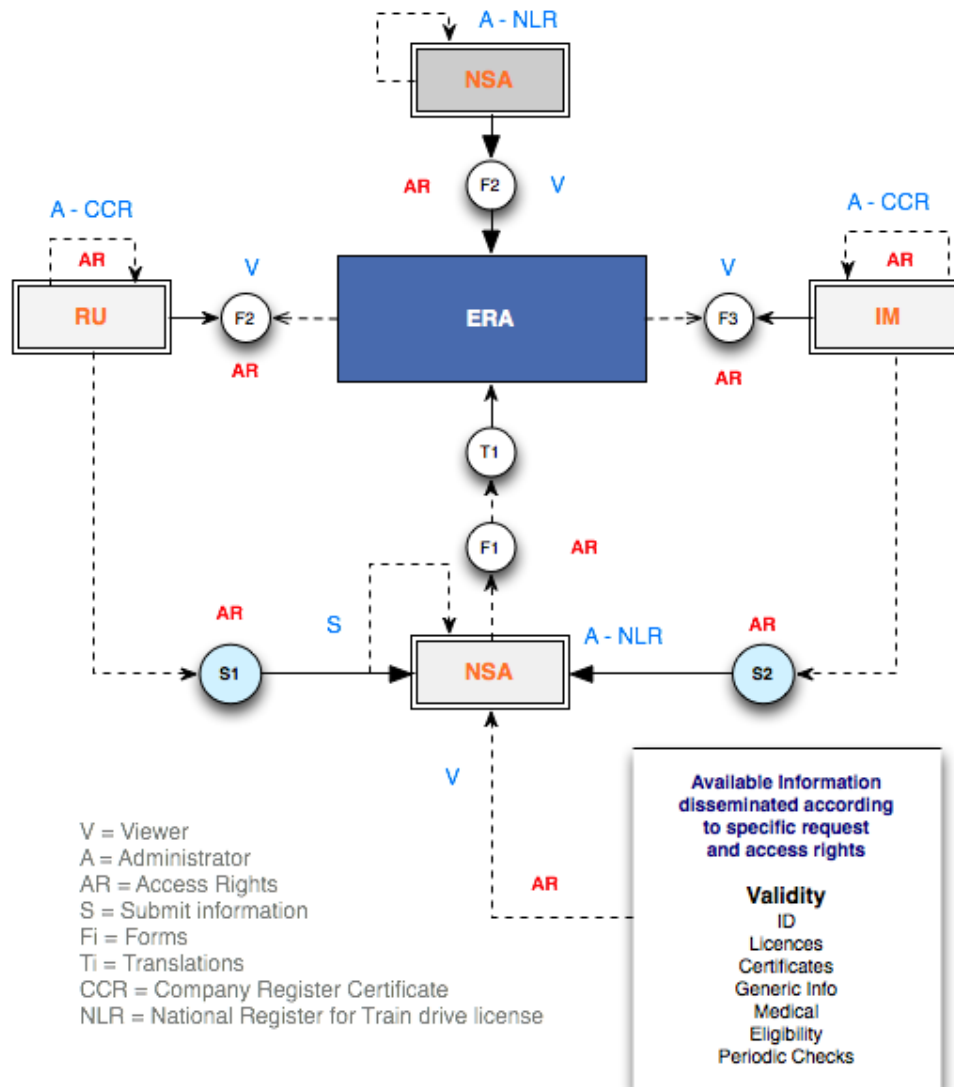 A - NLR
NSA
AR
F2
V
A - CCR
A - CCR
AR
AR
V
V
RU
F2
ERA
F3
IM
AR
AR
T1
F1
AR
AR
S
A - NLR
AR
S1
NSA
S2
V
AR
Available Information
disseminated according
to specific request
and access rights
Validity
ID
Licences
Certificates
Generic Info
Medical
Eligibility
Periodic Checks
V = Viewer
A = Administrator
AR = Access Rights
S = Submit information
Fi = Forms
Ti = Translations
CCR = Company Register Certificate
NLR = National Register for Train drive license